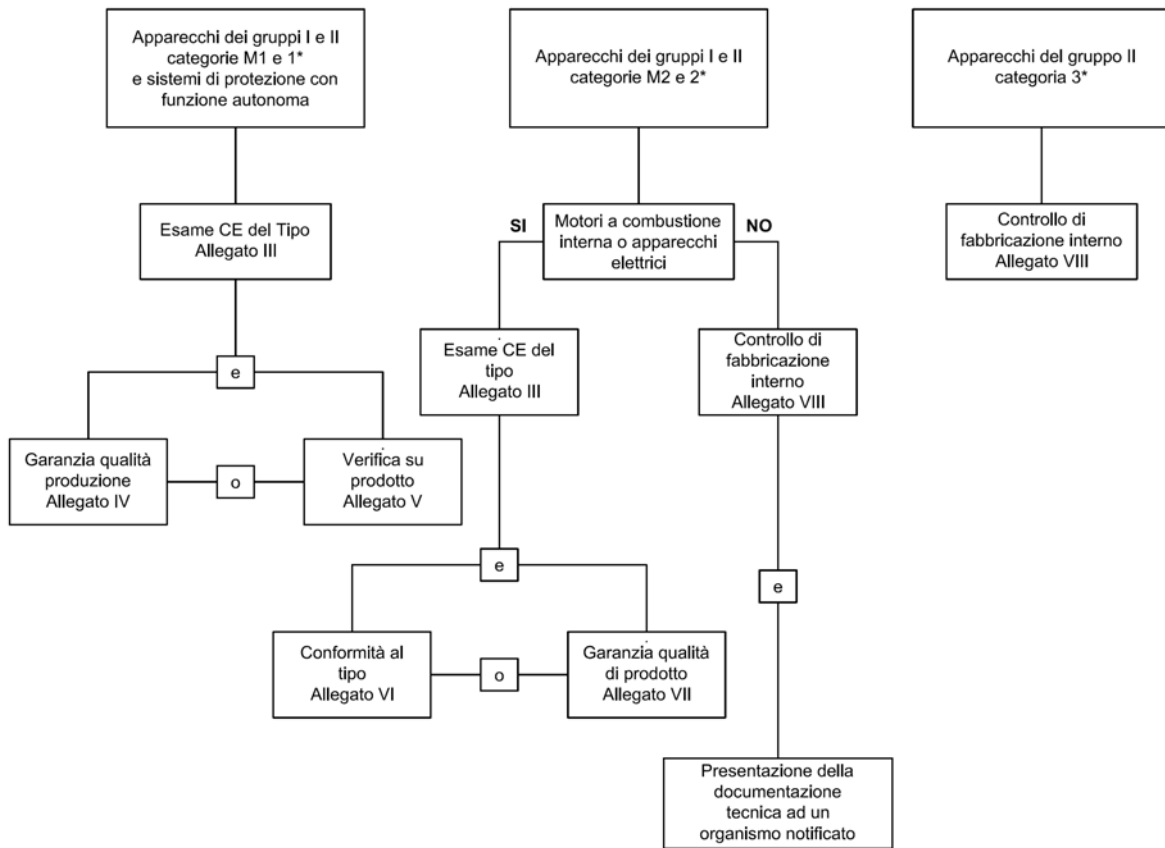 Apparecchi dei gruppi I e II
categorie M1 e 1*
e sistemi di protezione con
funzione autonoma
Apparecchi dei gruppi I e II
categorie M2 e 2*
Apparecchi del gruppo II
categoria 3*
Esame CE del Tipo
Allegato III
SI
Motori a combustione
interna o apparecchi
elettrici
NO
Controllo di
fabbricazione interno
Allegato VIII
Esame CE del
tipo
Allegato III
Controllo di
fabbricazione
interno
Allegato VIII
e
Garanzia qualità
produzione
Allegato IV
o
Verifica su
prodotto
Allegato V
e
e
Conformità al
tipo
Allegato VI
o
Garanzia qualità
di prodotto
Allegato VII
Presentazione della
documentazione
tecnica ad un
organismo notificato